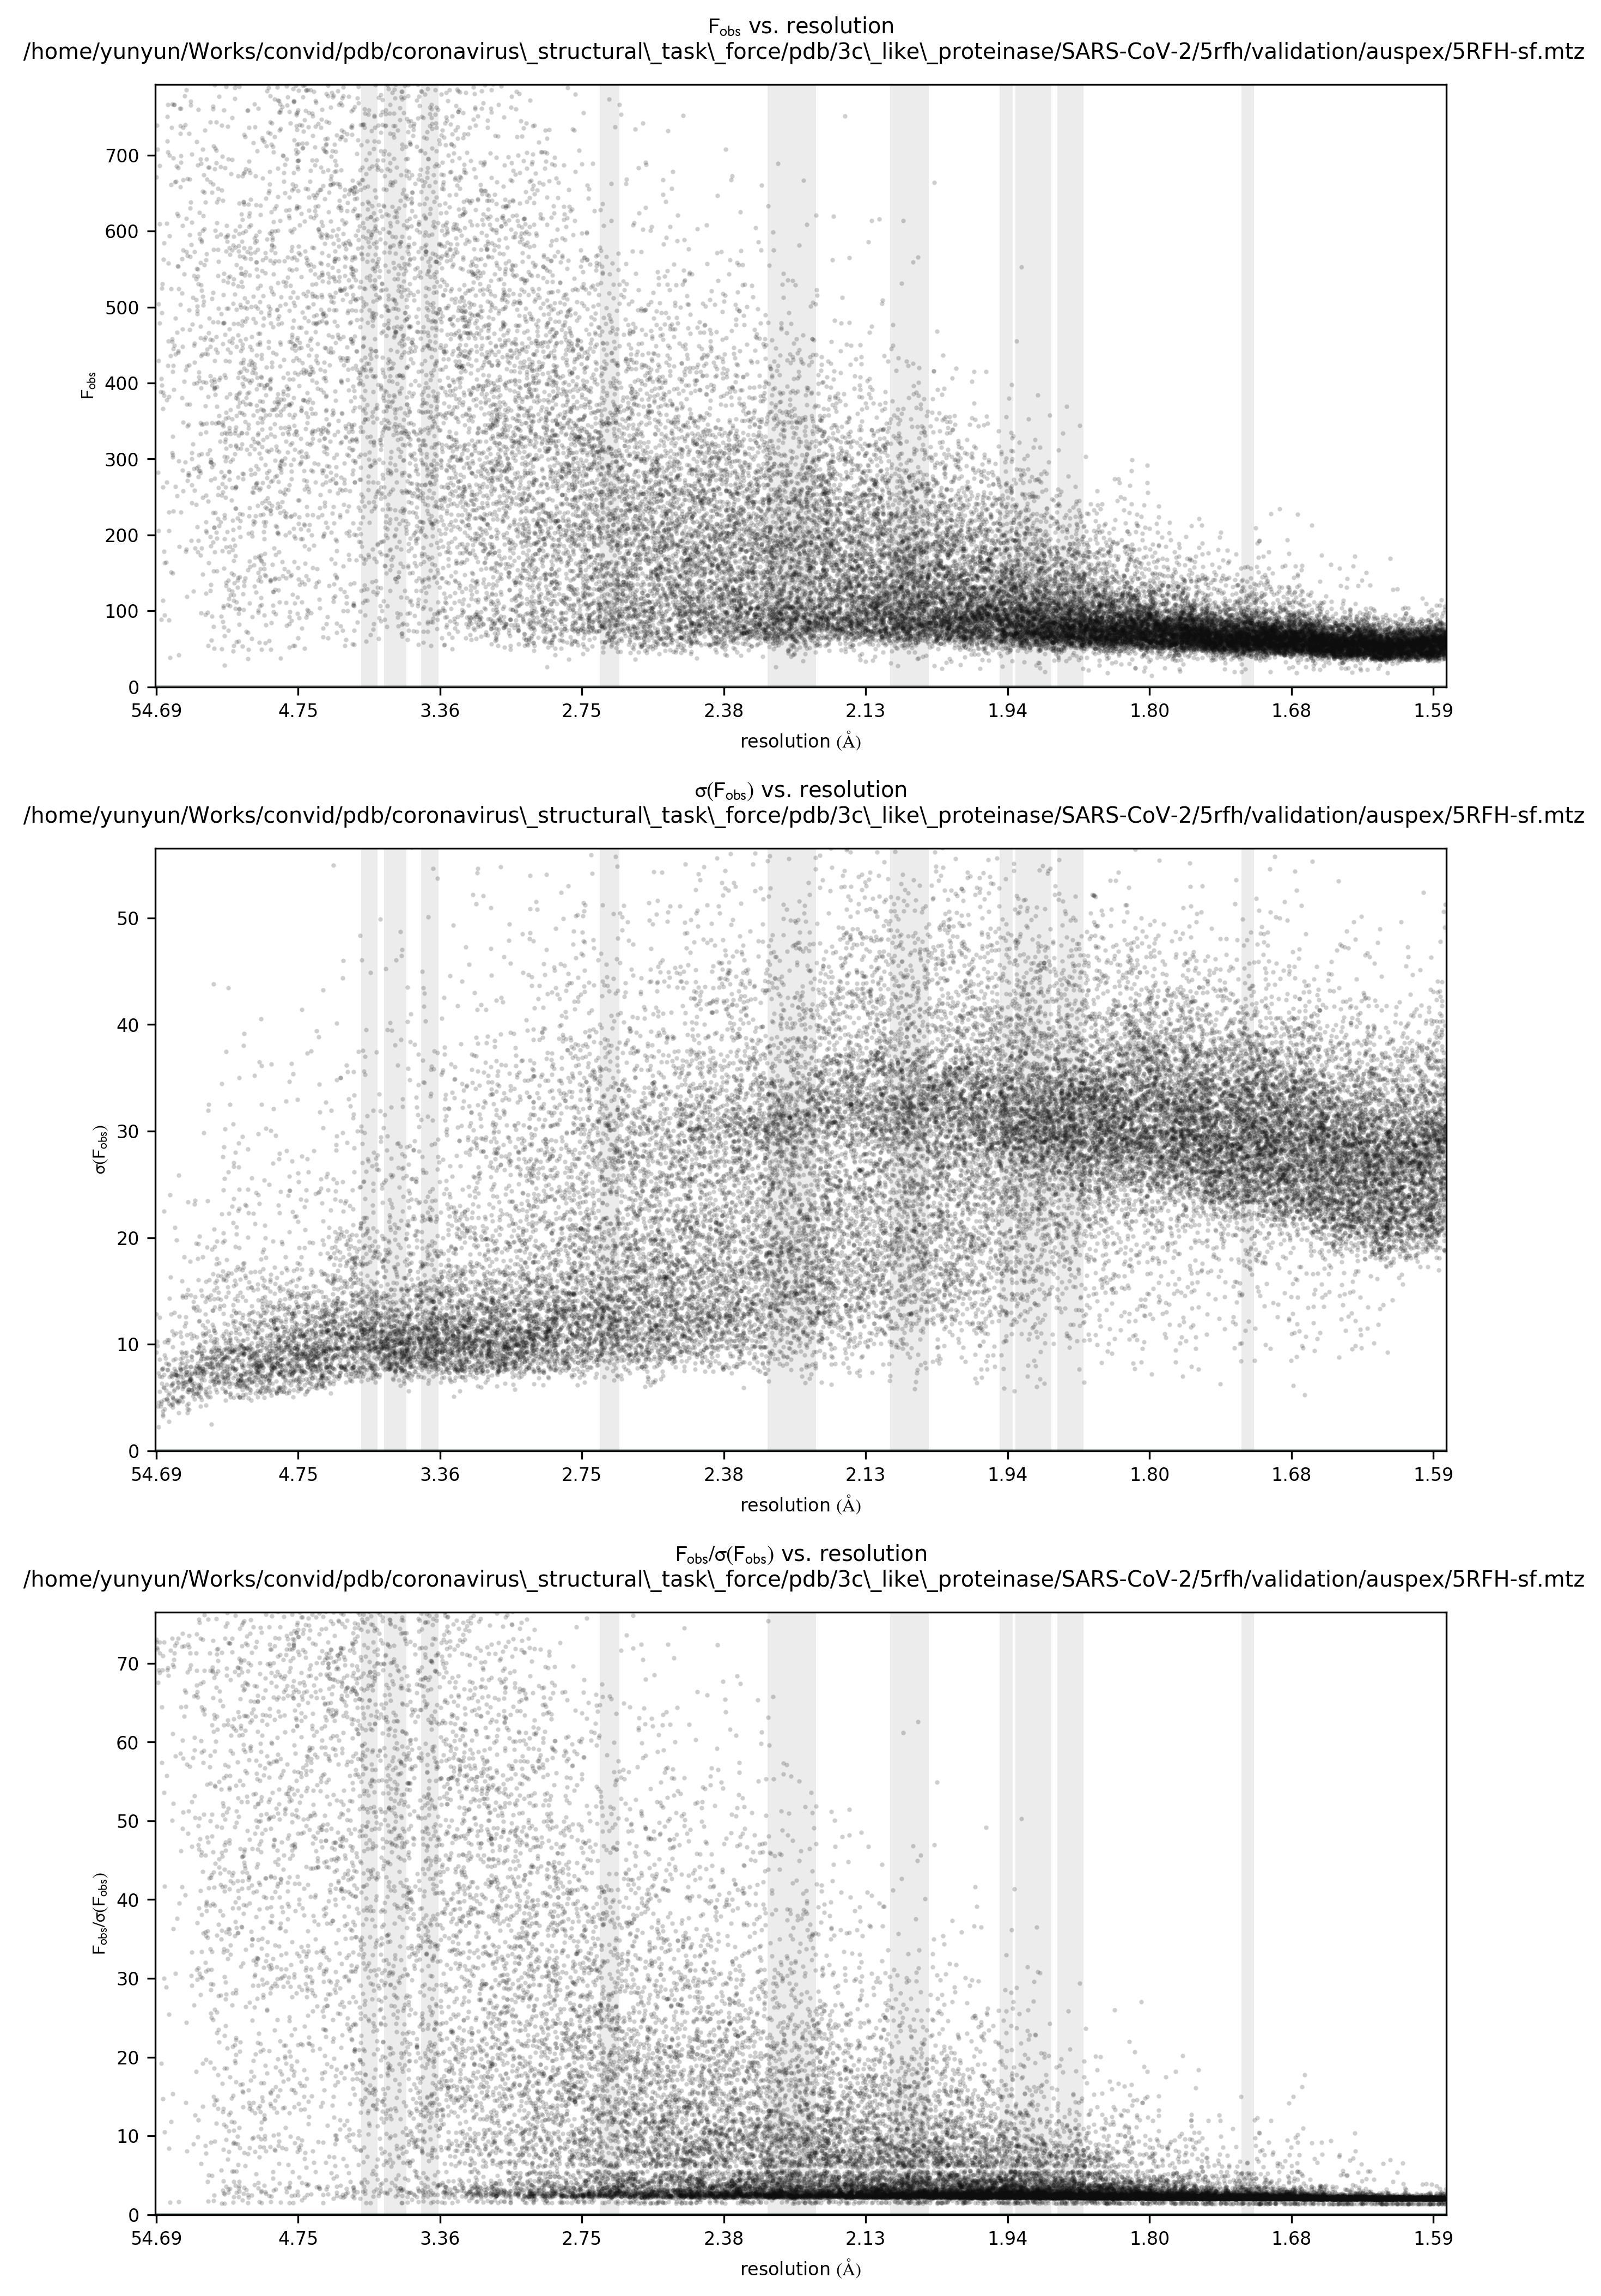 Fobs vs. resolution
/home/yunyun/Works/convid/pdb/coronavirus\_structural\_task\_force/pdb/3c\_like\_proteinase/SARS-CoV-2/5rfh/validation/auspex/5RFH-sf.mtz
700
600
500
400
300
200
100
0
Fobs
54.69 4.75 3.36 2.75 2.38 2.13 1.94 1.80 1.68 1.59
resolution (Å)
σ(Fobs) vs. resolution
/home/yunyun/Works/convid/pdb/coronavirus\_structural\_task\_force/pdb/3c\_like\_proteinase/SARS-CoV-2/5rfh/validation/auspex/5RFH-sf.mtz
50
40
30
20
10
0
σ(Fobs)
54.69 4.75 3.36 2.75 2.38 2.13 1.94 1.80 1.68 1.59
resolution (Å)
Fobs/σ(Fobs) vs. resolution
/home/yunyun/Works/convid/pdb/coronavirus\_structural\_task\_force/pdb/3c\_like\_proteinase/SARS-CoV-2/5rfh/validation/auspex/5RFH-sf.mtz
70
60
50
40
30
20
10
0
Fobs/σ(Fobs)
54.69 4.75 3.36 2.75 2.38 2.13 1.94 1.80 1.68 1.59
resolution (Å)